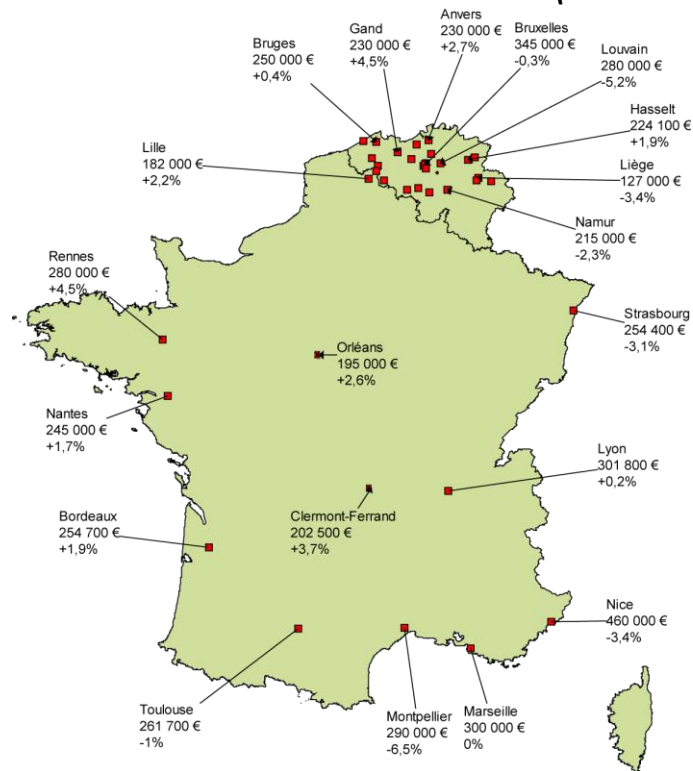 Anvers
230 000 €
+2,7%
Bruxelles
345 000 €
-0,3%
Gand
230 000 €
+4,5%
Bruges
250 000 €
+0,4%
Louvain
280 000 €
-5,2%
Hasselt
224 100 €
+1,9%
Lille
182 000 €
+2,2%
Liège
127 000 €
-3,4%
Namur
215 000 €
-2,3%
Rennes
280 000 €
+4,5%
Strasbourg
254 400 €
-3,1%
Orléans
195 000 €
+2,6%
Nantes
245 000 €
+1,7%
Lyon
301 800 €
+0,2%
Bordeaux
254 700 €
+1,9%
Clermont-Ferrand
202 500 €
+3,7%
Nice
460 000 €
-3,4%
Toulouse
261 700 €
-1%
Montpellier
290 000 €
-6,5%
Marseille
300 000 €
0%